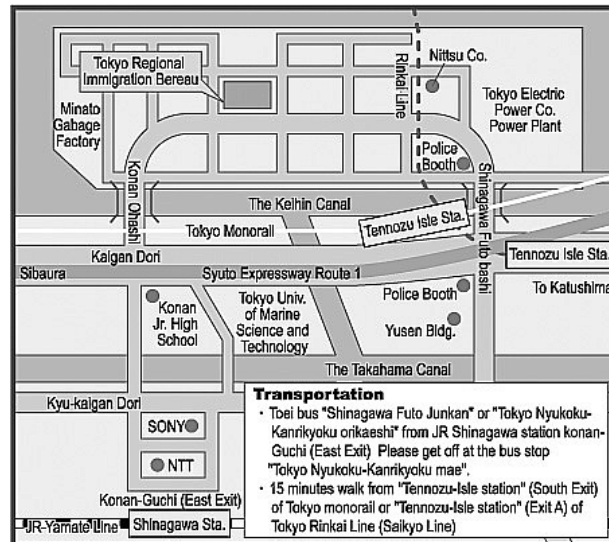 Nittsu Co.
Tokyo Regional
Immigration Bereau
Rinkai Line
Minato
Gabage
Factory
Tokyo Electric
Power Co.
Power Plant
Police
Booth
Konan Ohashi
Shinagawa Futo bashi
The Keihin Canal
Tennozu Isle Sta.
Tokyo Monorail
Kaigan Dori
Tennozu Isle Sta.
Sibaura
Syuto Expressway Route 1
Police Booth
To Katushima
Konan
Jr. High
School
Tokyo Univ.
of Marine
Science and
Technology
Yusen Bldg.
The Takahama Canal
Kyu-kaigan Dori
SONY
NTT
Konan-Guchi (East Exit)
JR-Yamate Line
Shinagawa Sta.
Transportation
· Toei bus "Shinagawa Futo Junkan" or "Tokyo Nyukoku-
Kanrikyoku orikaeshi" from JR Shinagawa station konan-
Guchi (East Exit) Please get off at the bus stop
"Tokyo Nyukoku-Kanrikyoku mae".
· 15 minutes walk from "Tennozu-Isle station" (South Exit)
of Tokyo monorail or "Tennozu-Isle station" (Exit A) of
Tokyo Rinkai Line (Saikyo Line)